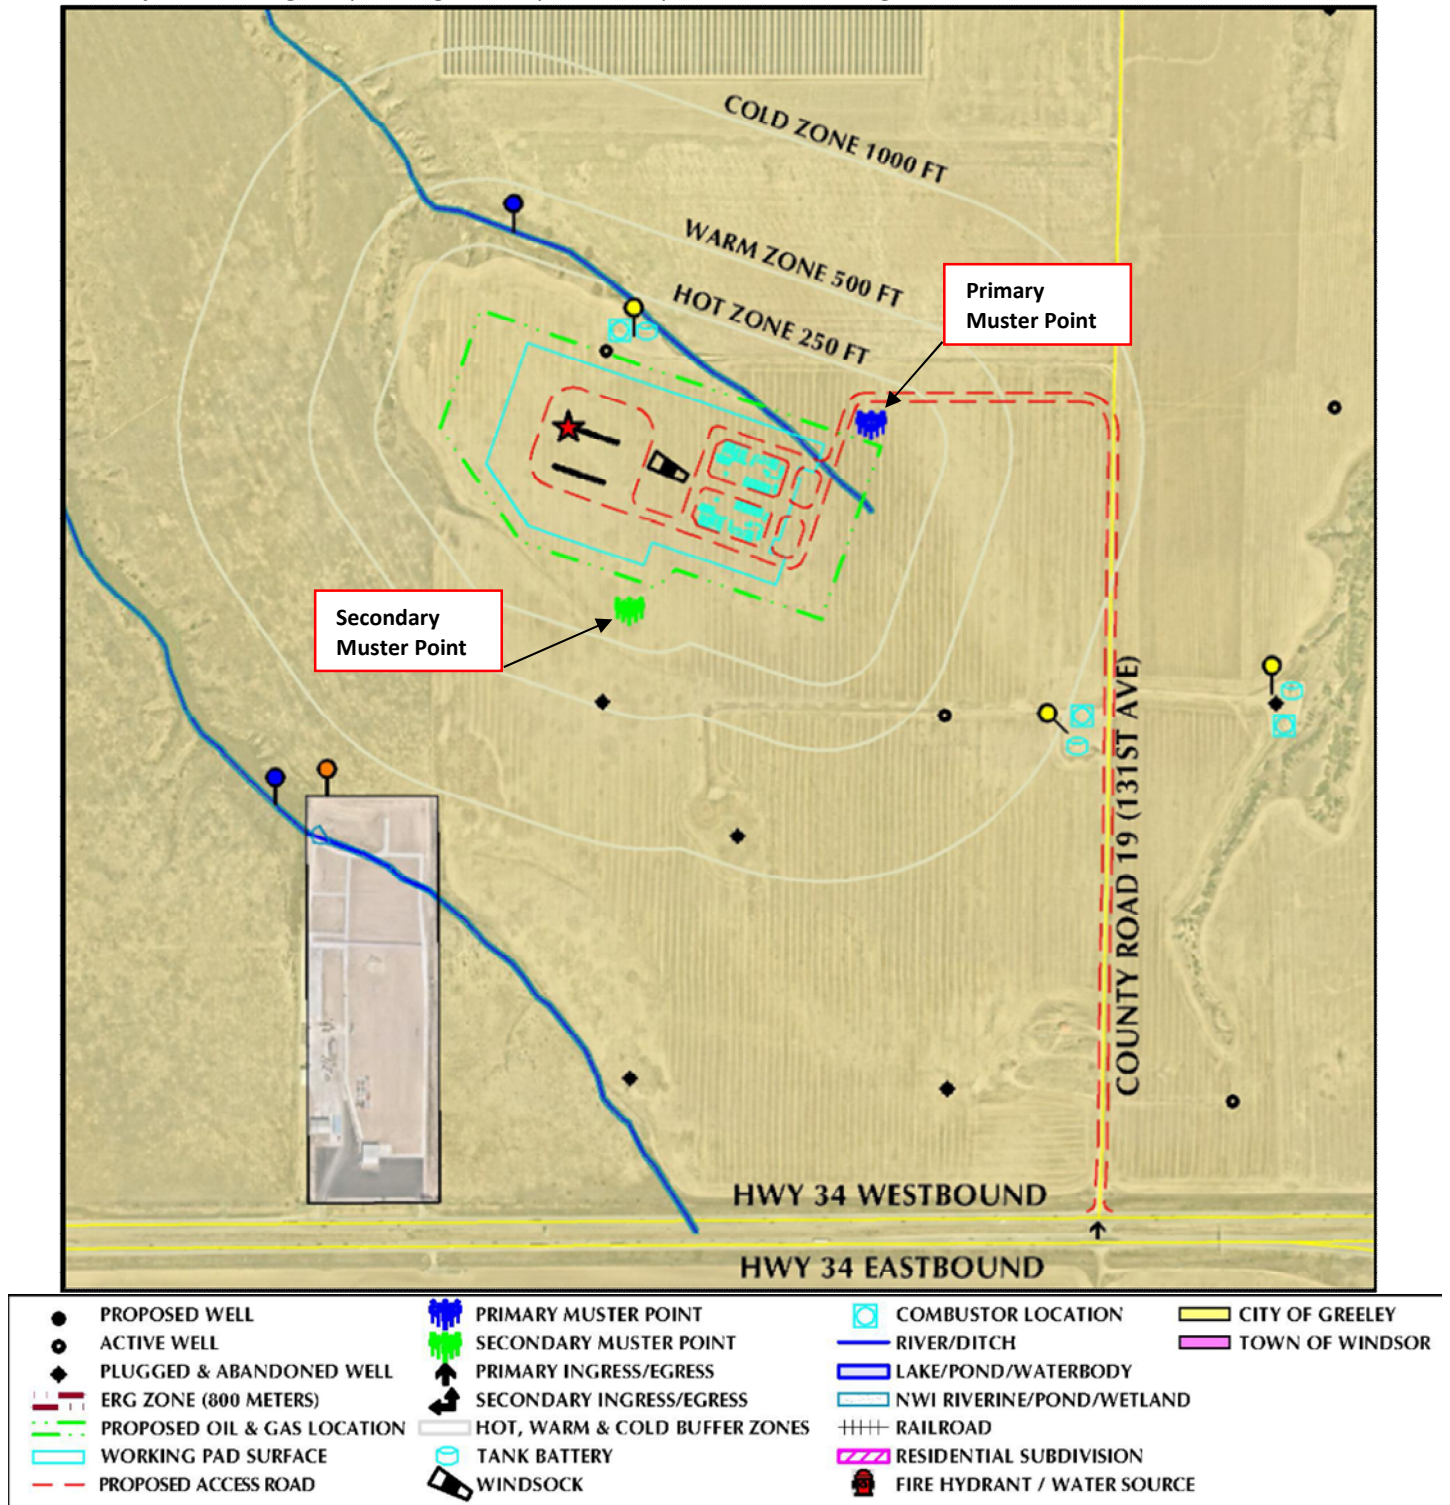 COLD ZONE 1000 FT
WARM ZONE 500 FT
HOT ZONE 250 FT
Primary
Muster Point
Secondary
Muster Point
COUNTY ROAD 19 (131ST AVE)
HWY 34 WESTBOUND
HWY 34 EASTBOUND
PROPOSED WELL
ACTIVE WELL
PLUGGED & ABANDONED WELL
ERG ZONE (800 METERS)
PROPOSED OIL & GAS LOCATION
WORKING PAD SURFACE
PROPOSED ACCESS ROAD
PRIMARY MUSTER POINT
SECONDARY MUSTER POINT
PRIMARY INGRESS/EGRESS
SECONDARY INGRESS/EGRESS
HOT, WARM & COLD BUFFER ZONES
TANK BATTERY
WINDSOCK
COMBUSTOR LOCATION
RIVER/DITCH
LAKE/POND/WATERBODY
NWI RIVERINE/POND/WETLAND
RAILROAD
RESIDENTIAL SUBDIVISION
FIRE HYDRANT / WATER SOURCE
CITY OF GREELEY
TOWN OF WINDSOR